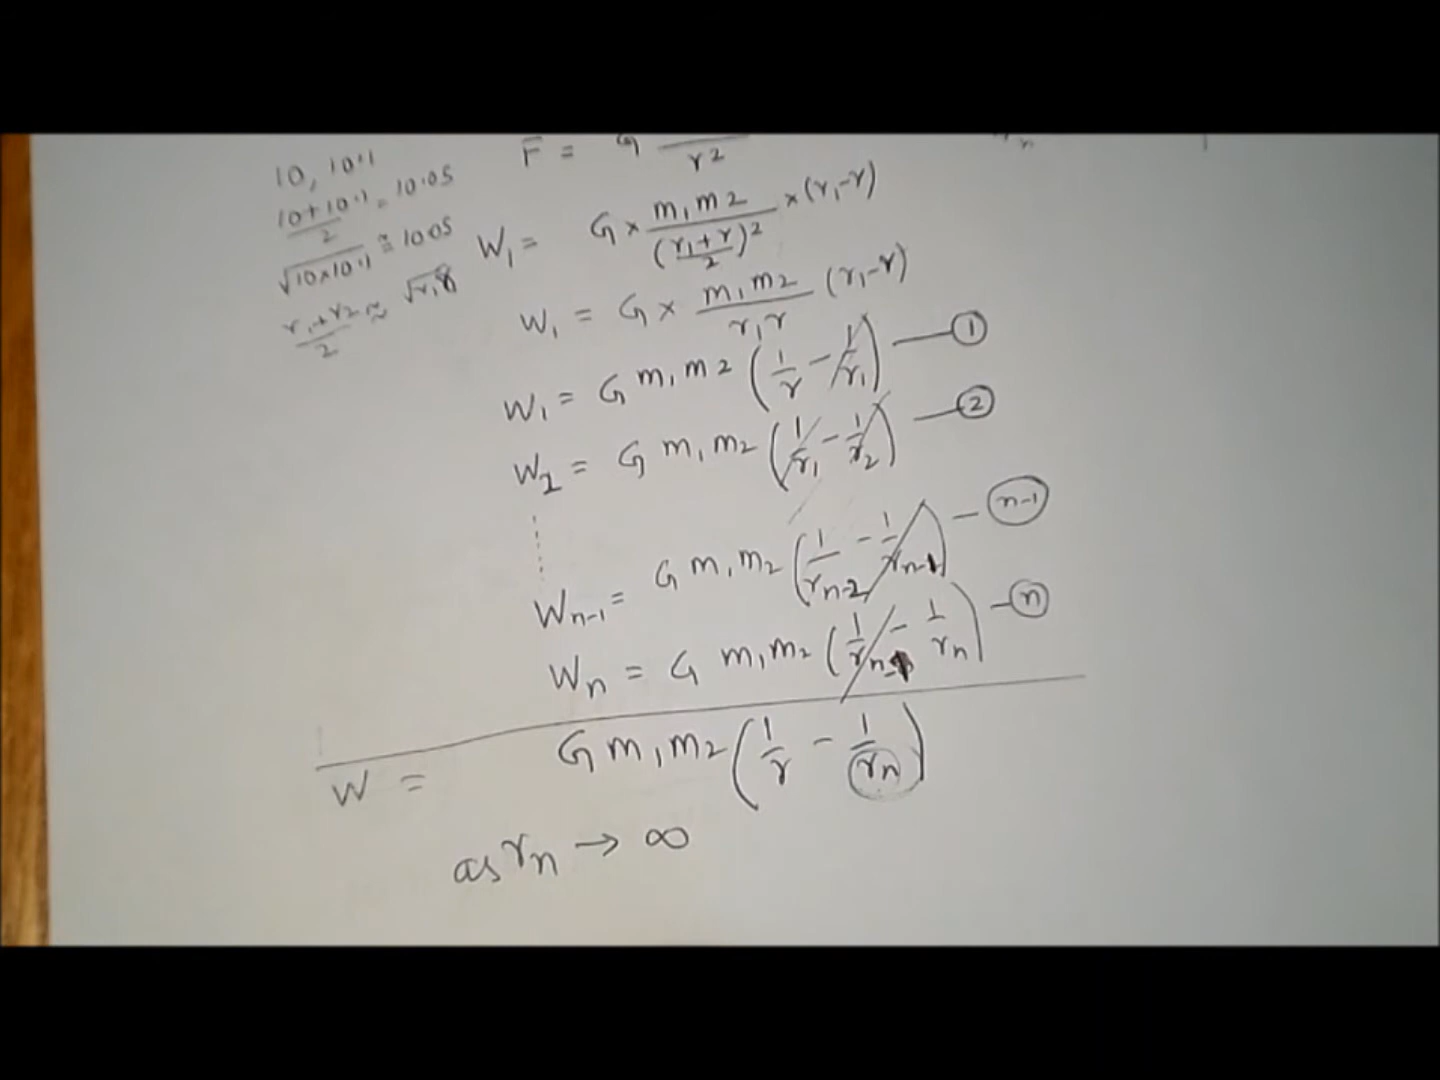 10, 10.1
(10+10.1)/2 = 10.05
√(10×10.1) ≅ 10.05
(r₁+r₂)/2 ≈ √(r₁r)
F = G ―/r2
n
W₁ = G × m₁m2/((r₁+r)/2)² × (r₁-r)
W₁ = G × m₁m2/(r₁r) (r₁-r)
W₁ = G m₁m2 (1/r - 1/r₁) — ①
W₂ = G m₁m₂ (1/r₁ - 1/r₂) — ②
Wn-1 = G m₁m₂ (1/rn-2 - 1/rn-1) — (n-1)
Wn = G m₁m₂ (1/rn-1 - 1/rn) — (n)
W = G m₁m₂ (1/r - 1/rn)
as rn → ∞